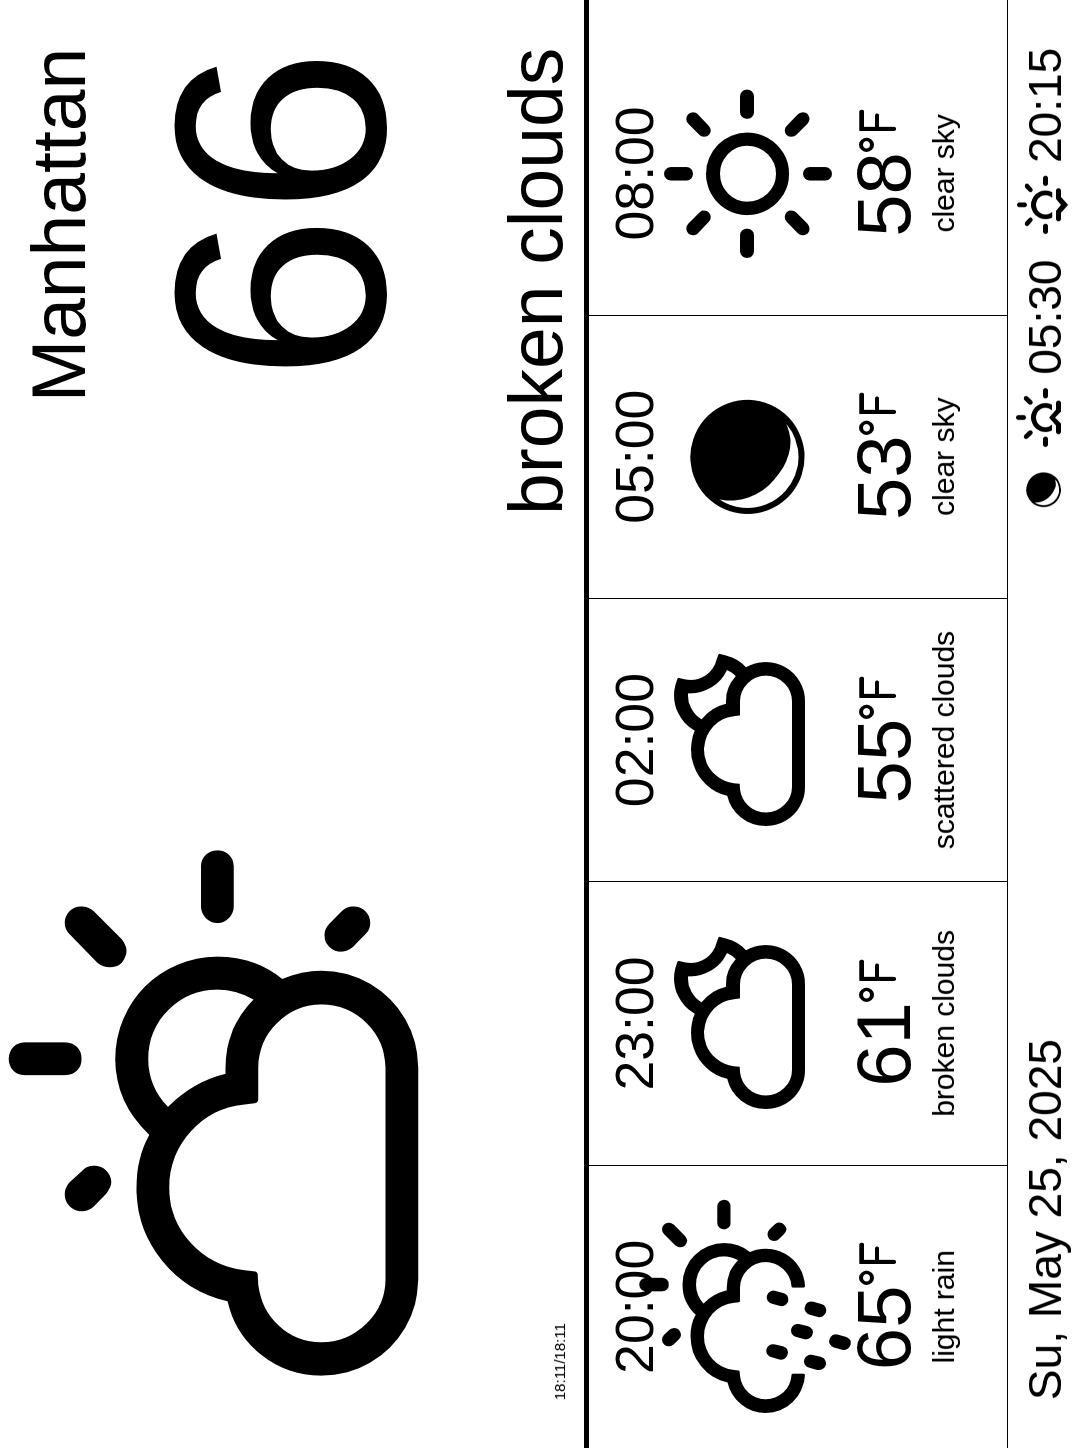 Manhattan
66
18:11/18:11 broken clouds
20:00 23:00 02:00 05:00 08:00
65°F 61°F 55°F 53°F 58°F
light rain broken clouds scattered clouds clear sky clear sky
Su, May 25, 2025 05:30 20:15